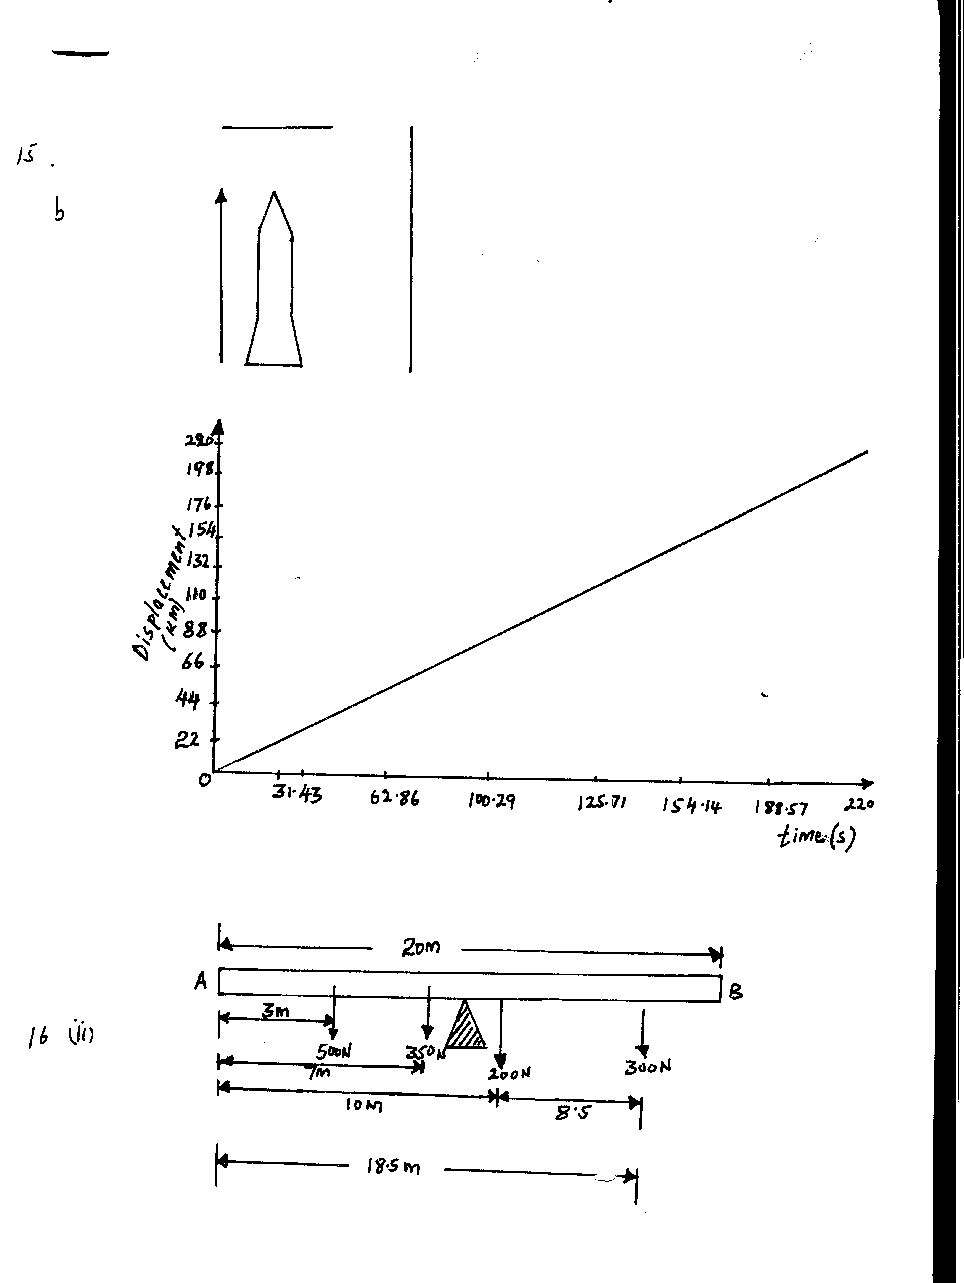 15.
b
220
198
176
154
132
110
88
66
44
22
0
Displacement
(km)
31.43 62.86 100.29 125.71 154.14 188.57 220
time (s)
20m
A B
16 (ii)
3m
500N 350N 200N 300N
7m
10m 8.5
18.5m